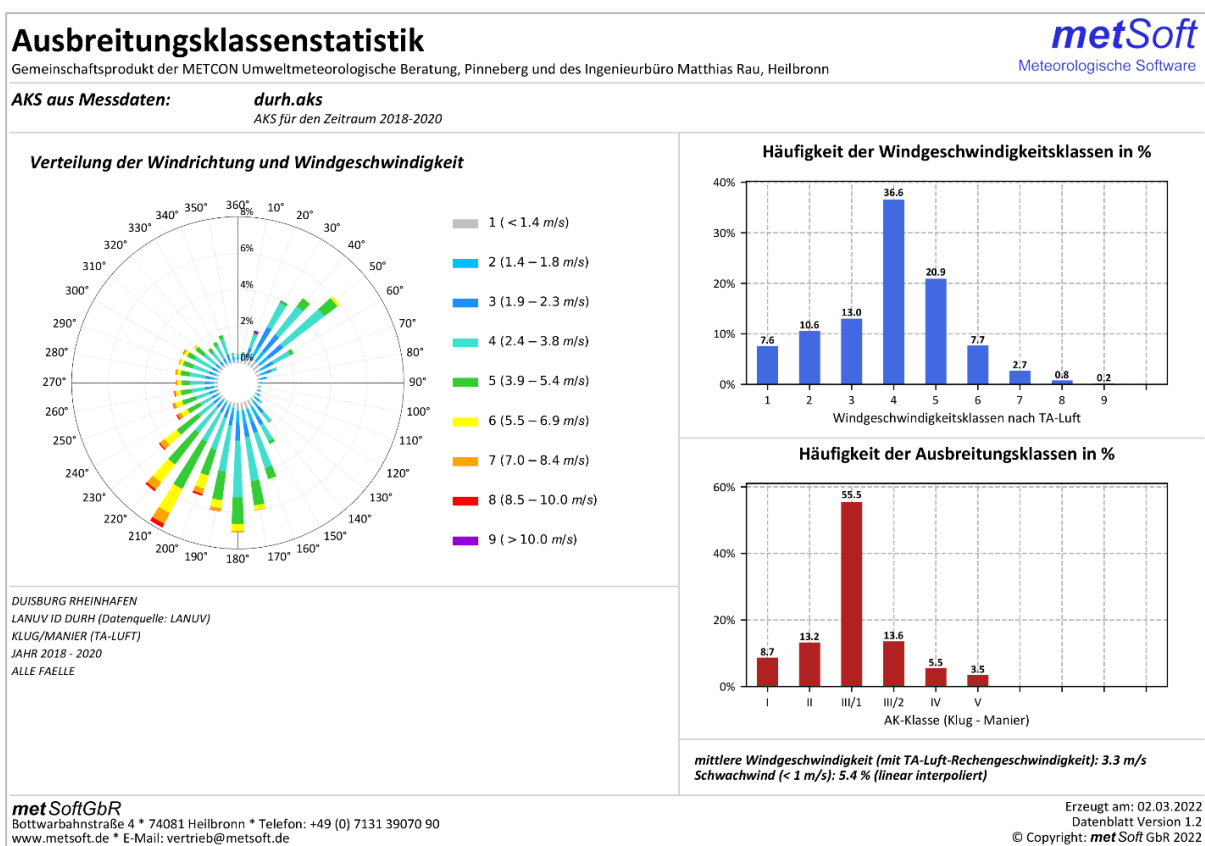 Ausbreitungsklassenstatistik
metSoft
Gemeinschaftsprodukt der METCON Umweltmeteorologische Beratung, Pinneberg und des Ingenieurbüro Matthias Rau, Heilbronn
Meteorologische Software
AKS aus Messdaten:
durh.aks
AKS für den Zeitraum 2018-2020
Verteilung der Windrichtung und Windgeschwindigkeit
360°
10°
20°
30°
40°
50°
60°
70°
80°
90°
100°
110°
120°
130°
140°
150°
160°
170°
180°
190°
200°
210°
220°
230°
240°
250°
260°
270°
280°
290°
300°
310°
320°
330°
340°
350°
8%
6%
4%
2%
0%
1 ( < 1.4 m/s)
2 (1.4 − 1.8 m/s)
3 (1.9 − 2.3 m/s)
4 (2.4 − 3.8 m/s)
5 (3.9 − 5.4 m/s)
6 (5.5 − 6.9 m/s)
7 (7.0 − 8.4 m/s)
8 (8.5 − 10.0 m/s)
9 ( > 10.0 m/s)
DUISBURG RHEINHAFEN
LANUV ID DURH (Datenquelle: LANUV)
KLUG/MANIER (TA-LUFT)
JAHR 2018 - 2020
ALLE FAELLE
Häufigkeit der Windgeschwindigkeitsklassen in %
40%
30%
20%
10%
0%
7.6
10.6
13.0
36.6
20.9
7.7
2.7
0.8
0.2
1 2 3 4 5 6 7 8 9
Windgeschwindigkeitsklassen nach TA-Luft
Häufigkeit der Ausbreitungsklassen in %
60%
40%
20%
0%
8.7
13.2
55.5
13.6
5.5
3.5
I II III/1 III/2 IV V
AK-Klasse (Klug - Manier)
mittlere Windgeschwindigkeit (mit TA-Luft-Rechengeschwindigkeit): 3.3 m/s
Schwachwind (< 1 m/s): 5.4 % (linear interpoliert)
met SoftGbR
Bottwarbahnstraße 4 * 74081 Heilbronn * Telefon: +49 (0) 7131 39070 90
www.metsoft.de * E-Mail: vertrieb@metsoft.de
Erzeugt am: 02.03.2022
Datenblatt Version 1.2
© Copyright: met Soft GbR 2022